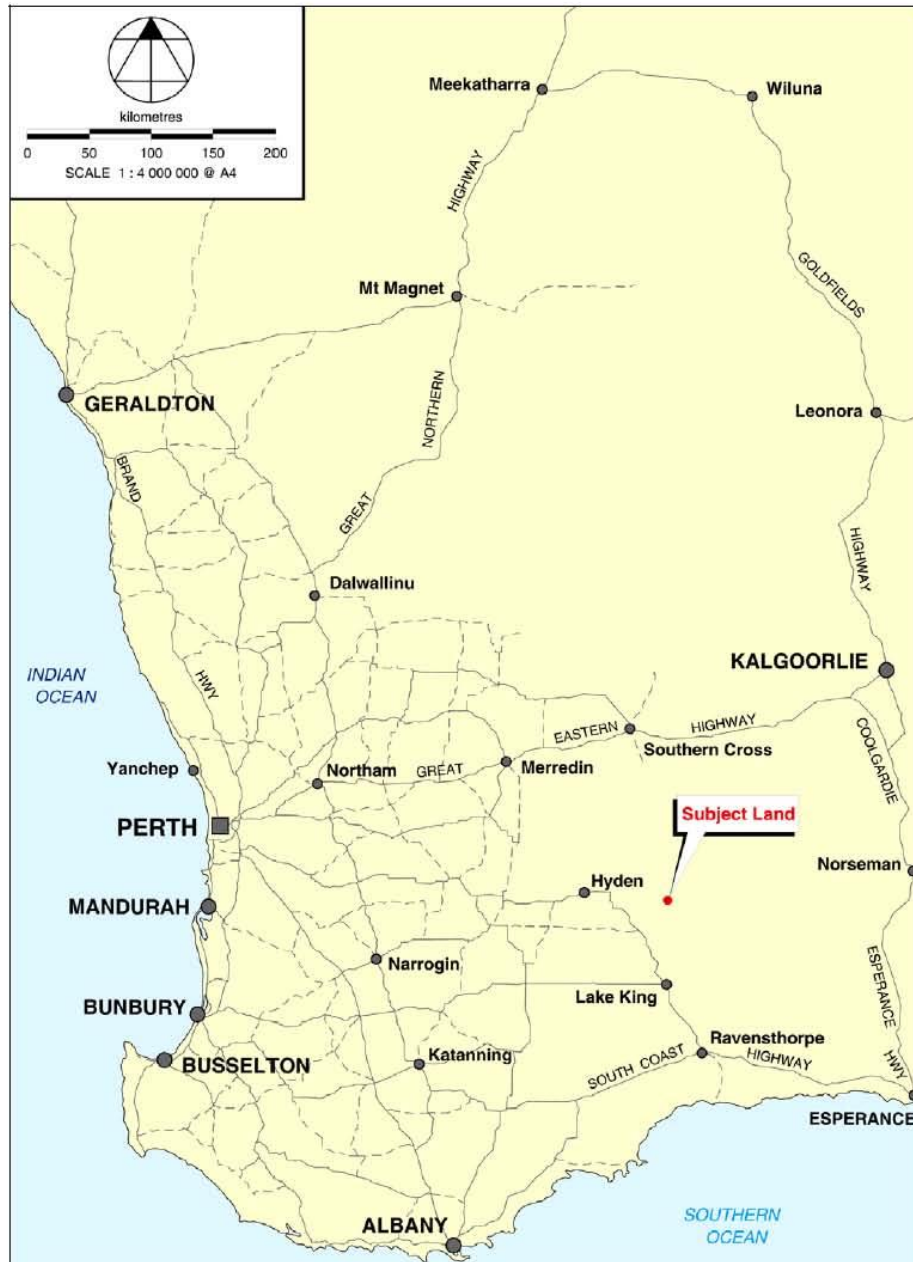 kilometres
0 50 100 150 200
SCALE 1 : 4 000 000 @ A4
Meekatharra
Wiluna
HIGHWAY
GOLDFIELDS
Mt Magnet
GERALDTON
NORTHERN
Leonora
BRAND
GREAT
HIGHWAY
Dalwallinu
KALGOORLIE
INDIAN
OCEAN
HWY
EASTERN
HIGHWAY
COOLGARDIE
Southern Cross
Yanchep
Northam
GREAT
Merredin
PERTH
Subject Land
Norseman
Hyden
MANDURAH
Narrogin
ESPERANCE
Lake King
BUNBURY
Ravensthorpe
BUSSELTON
Katanning
SOUTH COAST
HIGHWAY
HWY
ESPERANCE
ALBANY
SOUTHERN
OCEAN